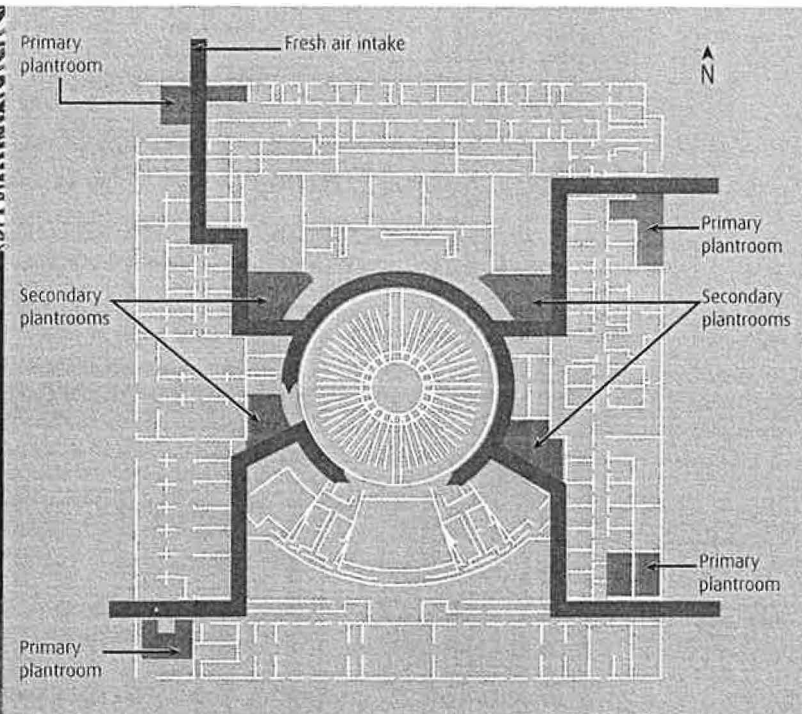 Primary
plantroom
Fresh air intake
N
Primary
plantroom
Secondary
plantrooms
Secondary
plantrooms
Primary
plantroom
Primary
plantroom